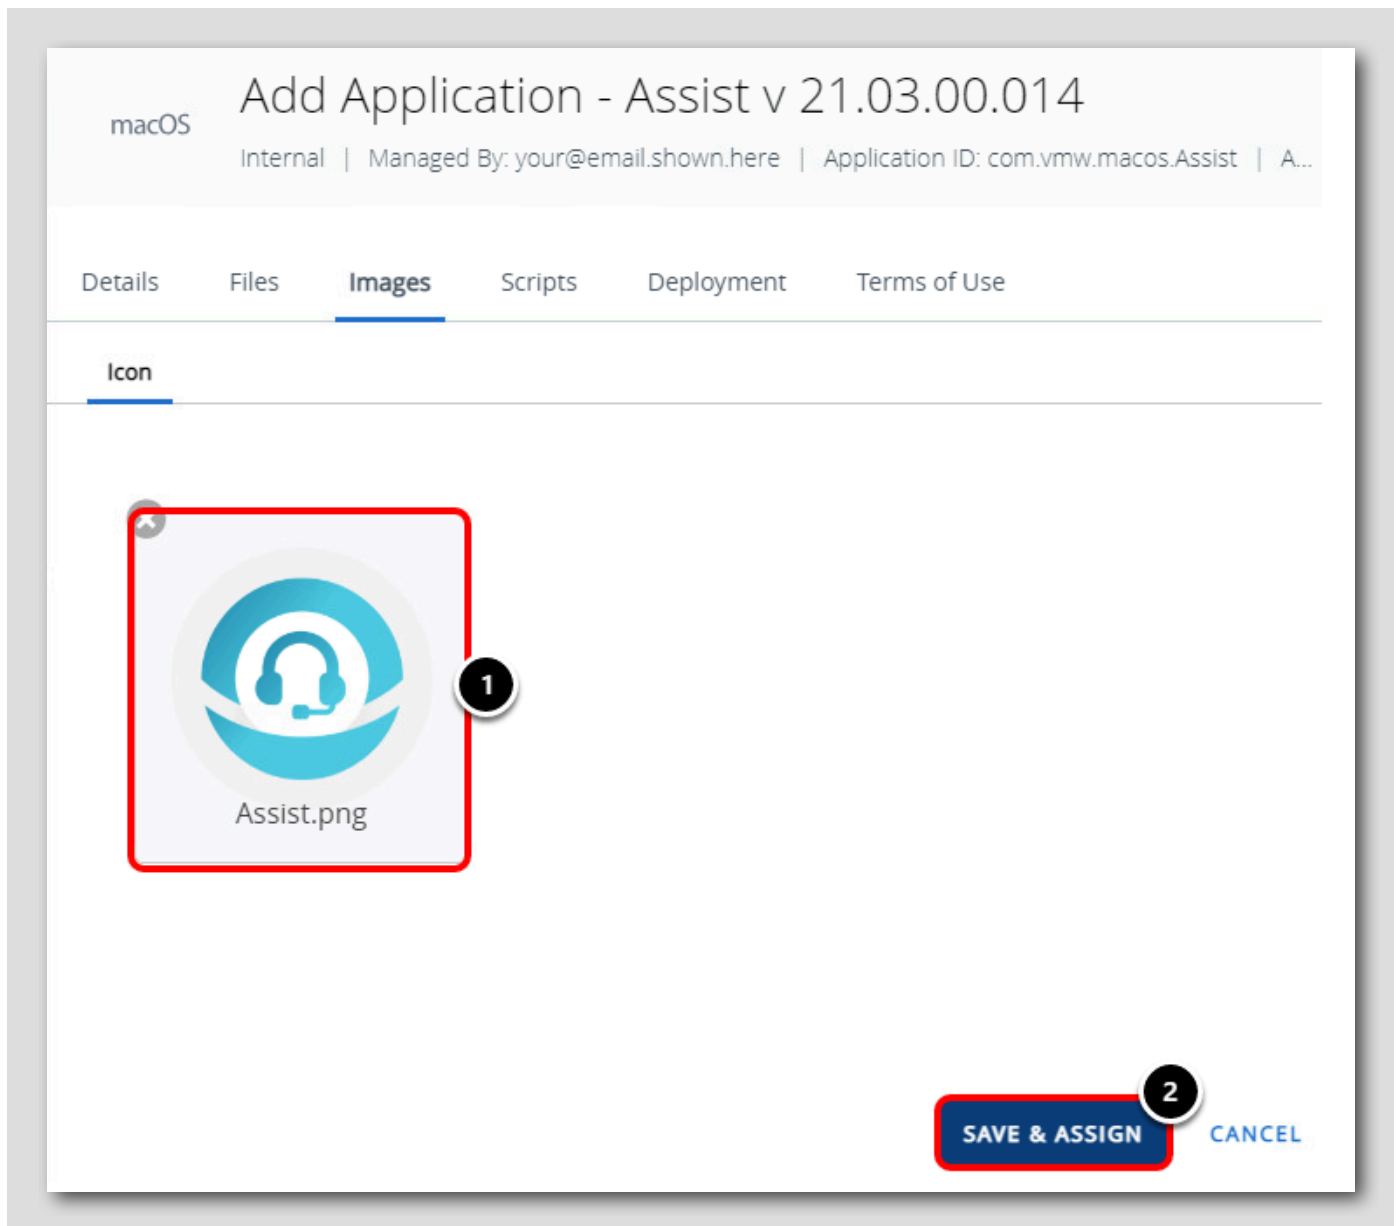 macOS
Add Application - Assist v 21.03.00.014
Internal | Managed By: your@email.shown.here | Application ID: com.vmw.macos.Assist | A...
Details Files Images Scripts Deployment Terms of Use
Icon
1
Assist.png
2
SAVE & ASSIGN CANCEL